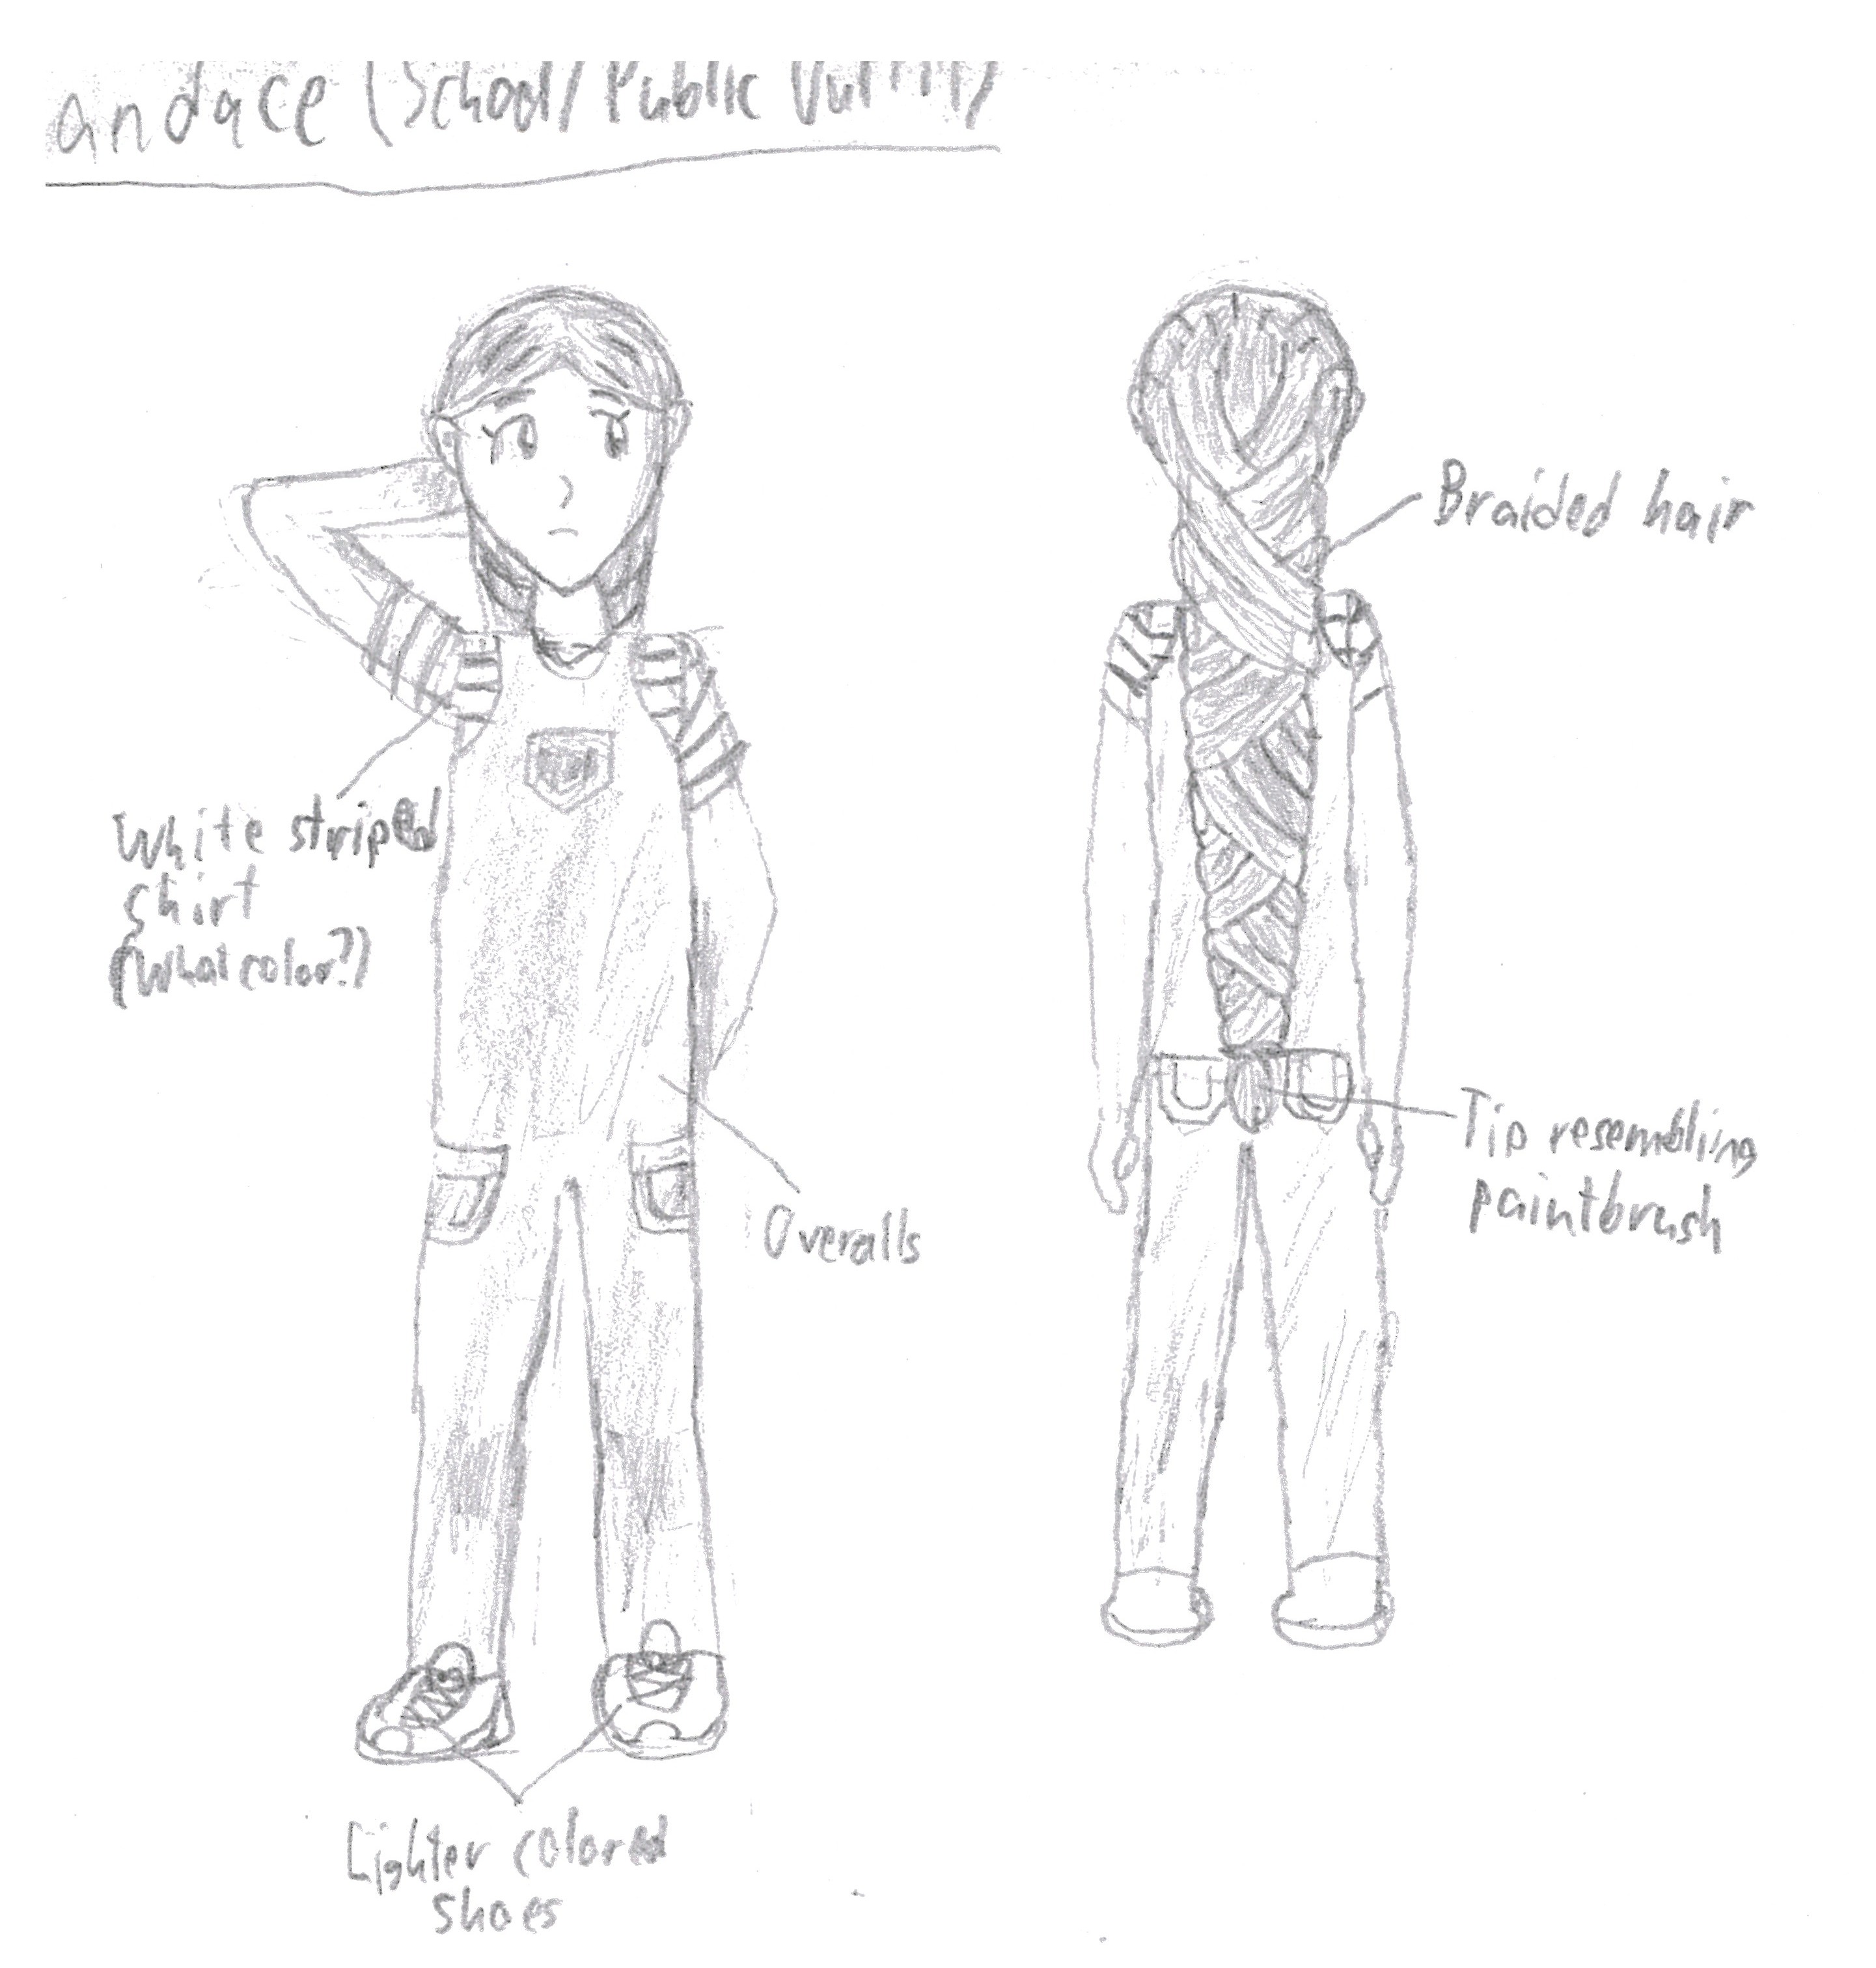 andace (School/Public Outfit)
Braided hair
White striped
shirt
(What color?)
Tip resembling
paintbrush
Overalls
Lighter colored
shoes